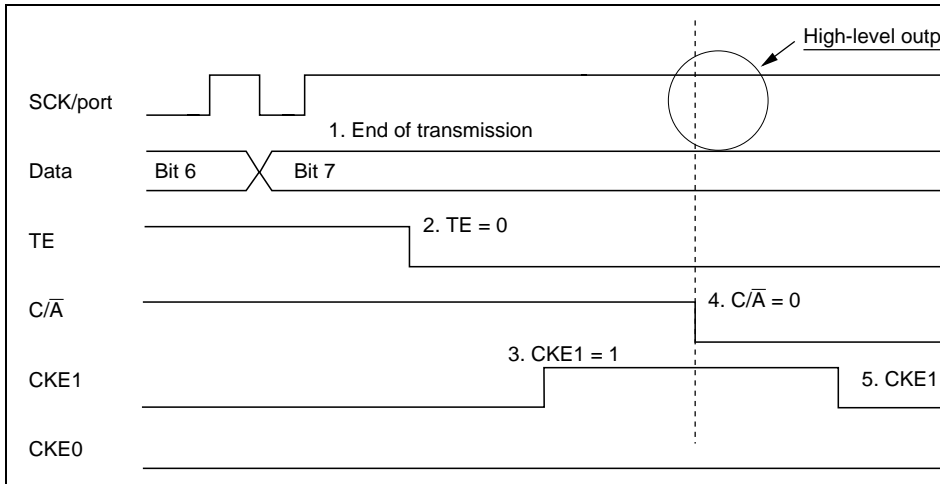 High-level outp
SCK/port
1. End of transmission
Data
Bit 6
Bit 7
TE
2. TE = 0
C/A̅
4. C/A̅ = 0
3. CKE1 = 1
CKE1
5. CKE1
CKE0